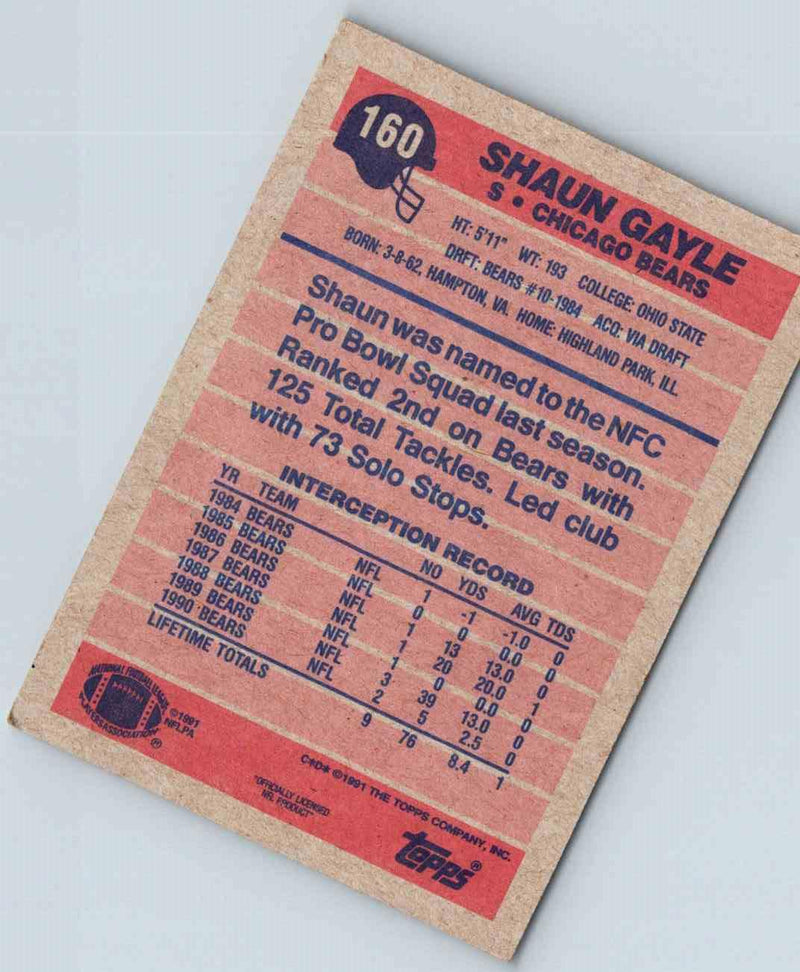 160
SHAUN GAYLE
S • CHICAGO BEARS
HT: 5'11" WT: 193 COLLEGE: OHIO STATE
DRFT: BEARS #10-1984 ACQ: VIA DRAFT
BORN: 3-8-62, HAMPTON, VA. HOME: HIGHLAND PARK, ILL.
Shaun was named to the NFC
Pro Bowl Squad last season.
Ranked 2nd on Bears with
125 Total Tackles. Led club
with 73 Solo Stops.
INTERCEPTION RECORD
YR TEAM NO YDS AVG TDS
1984 BEARS NFL 1 -1 -1.0 0
1985 BEARS NFL 0 0 0.0 0
1986 BEARS NFL 1 13 13.0 0
1987 BEARS NFL 1 20 20.0 1
1988 BEARS NFL 1 0 0.0 0
1989 BEARS NFL 3 39 13.0 0
1990 BEARS NFL 2 5 2.5 0
LIFETIME TOTALS 9 76 8.4 1
NATIONAL FOOTBALL LEAGUE
PLAYERS ASSOCIATION ®
©1991
NFLPA
C*D* ©1991 THE TOPPS COMPANY, INC.
"OFFICIALLY LICENSED
NFL PRODUCT"
TOPPS®